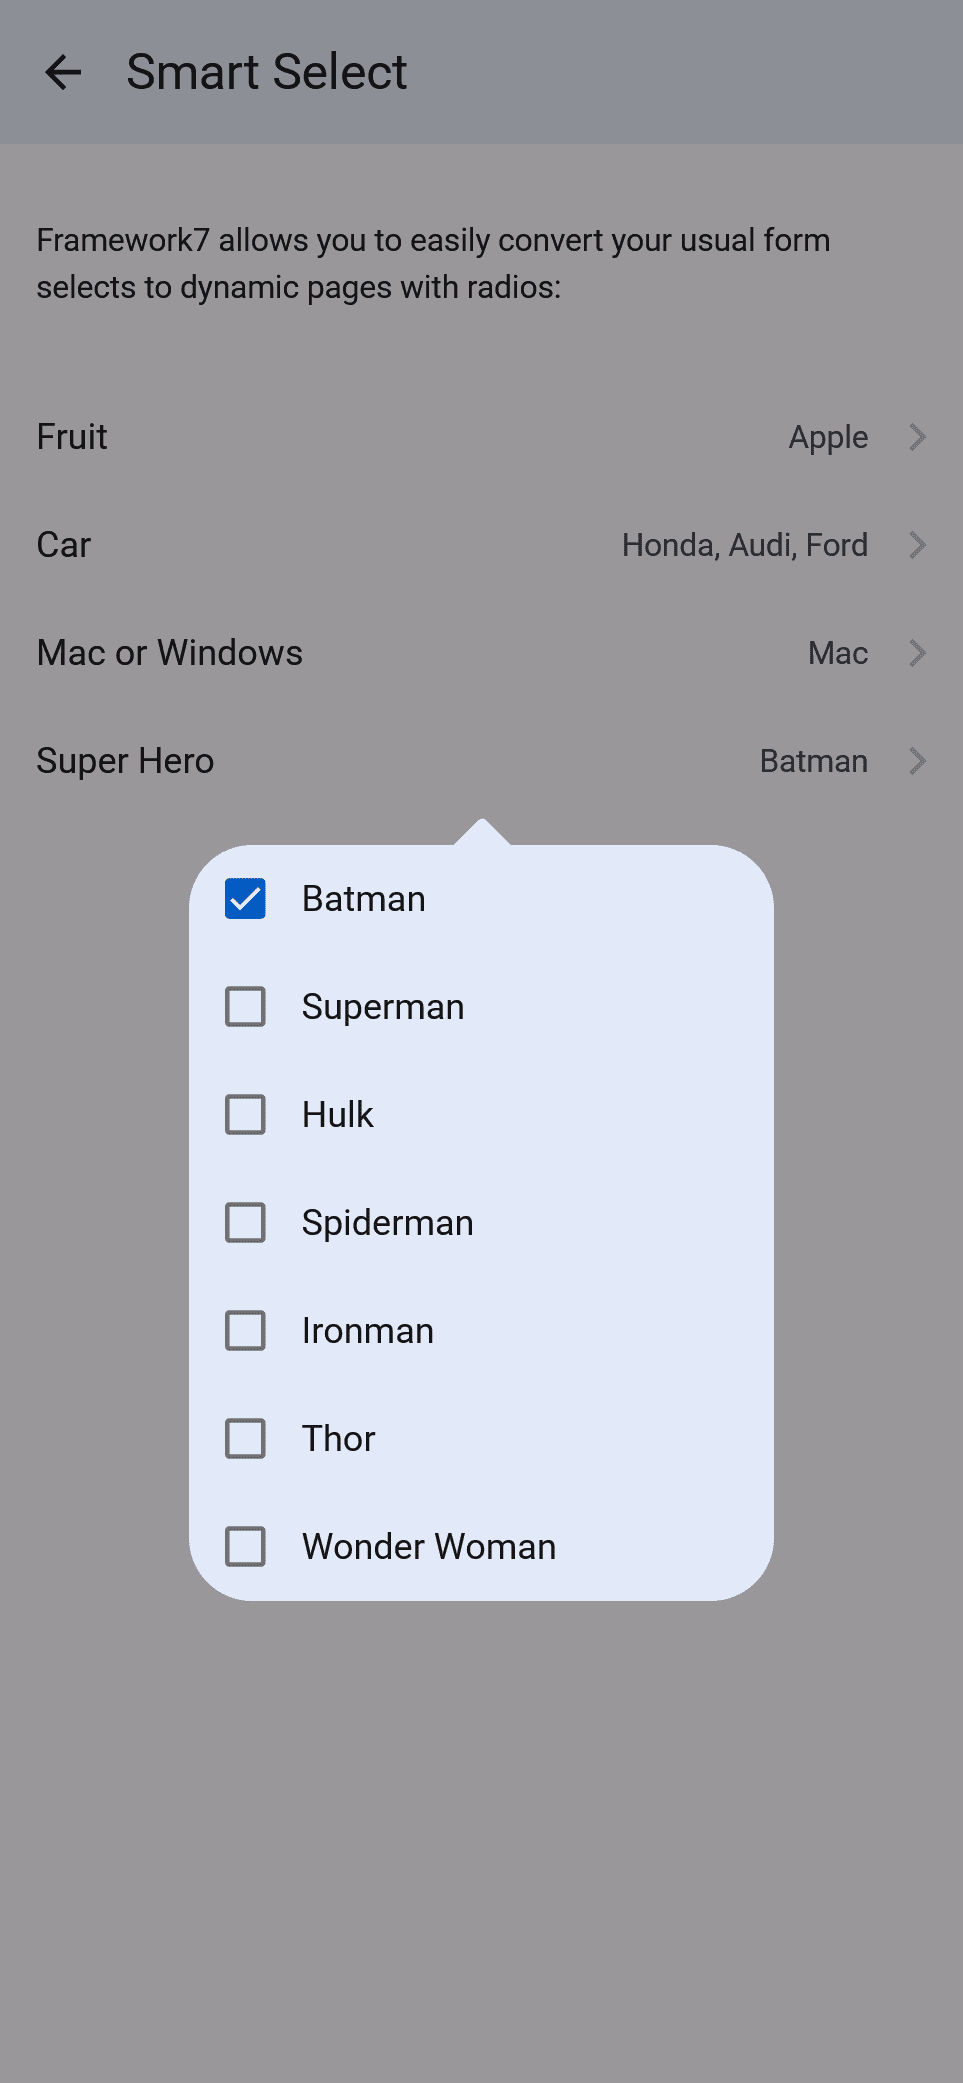 Smart Select
Framework7 allows you to easily convert your usual form
selects to dynamic pages with radios:
Fruit Apple
Car Honda, Audi, Ford
Mac or Windows Mac
Super Hero Batman
Batman
Superman
Hulk
Spiderman
Ironman
Thor
Wonder Woman